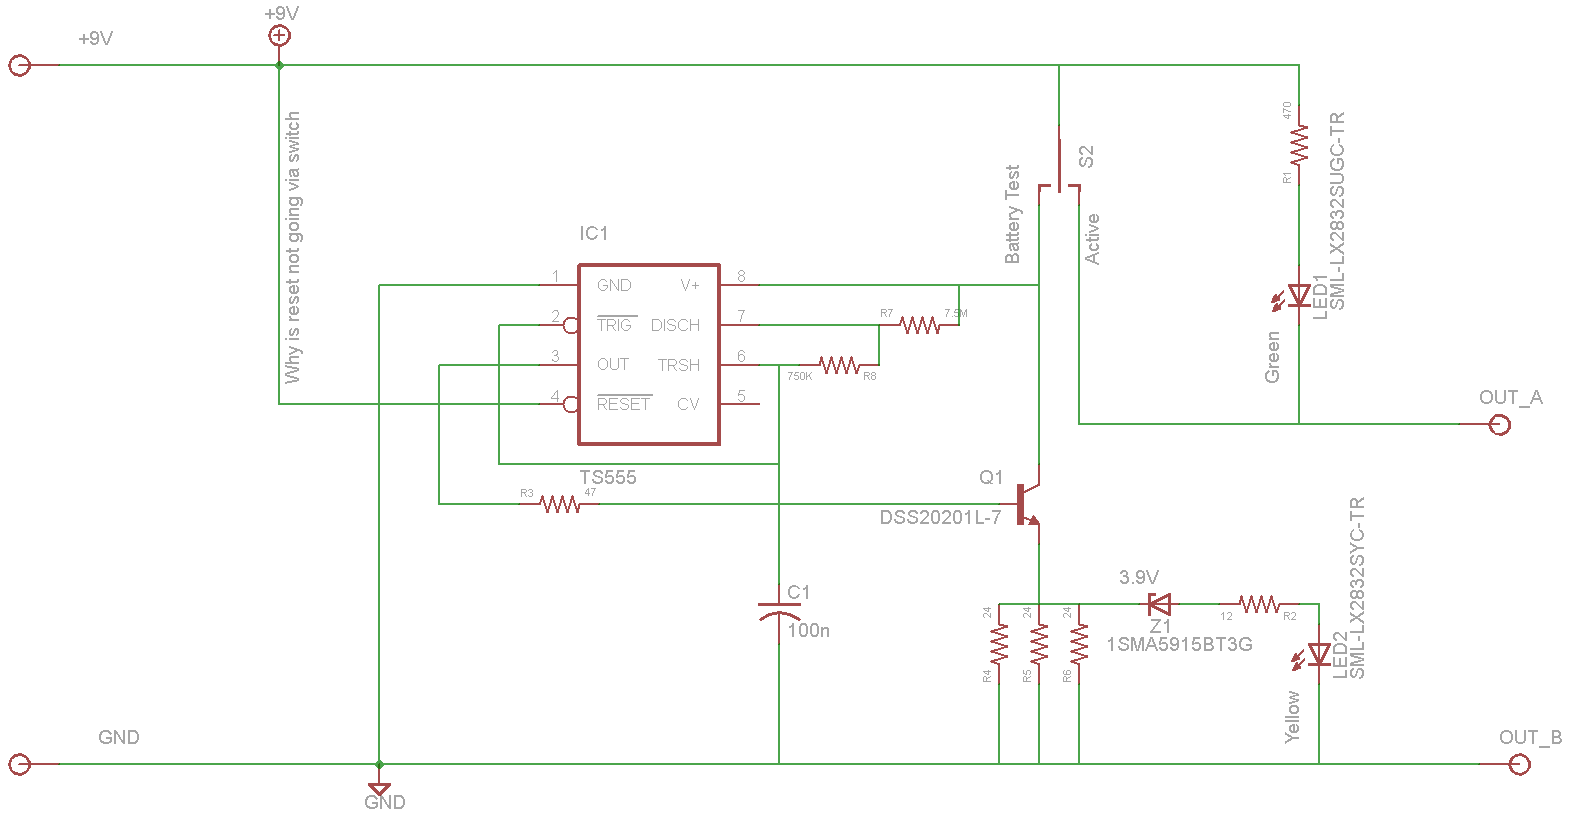 +9V
+9V
Why is reset not going via switch
470
R1
SML-LX2832SUGC-TR
LED1
Green
S2
Battery Test
Active
IC1
1
GND
V+
8
2
TRIG
DISCH
7
R7
7.5M
3
OUT
TRSH
6
750K
R8
4
RESET
CV
5
TS555
OUT_A
R3
47
Q1
DSS20201L-7
C1
100n
3.9V
Z1
1SMA5915BT3G
12
R2
24
R4
24
R5
24
R6
LED2
SML-LX2832SYC-TR
Yellow
GND
GND
OUT_B